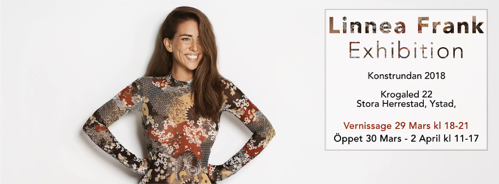 Linnea Frank
Exhibition
Konstrundan 2018
Krogaled 22
Stora Herrestad, Ystad,
Vernissage 29 Mars kl 18-21
Öppet 30 Mars - 2 April kl 11-17